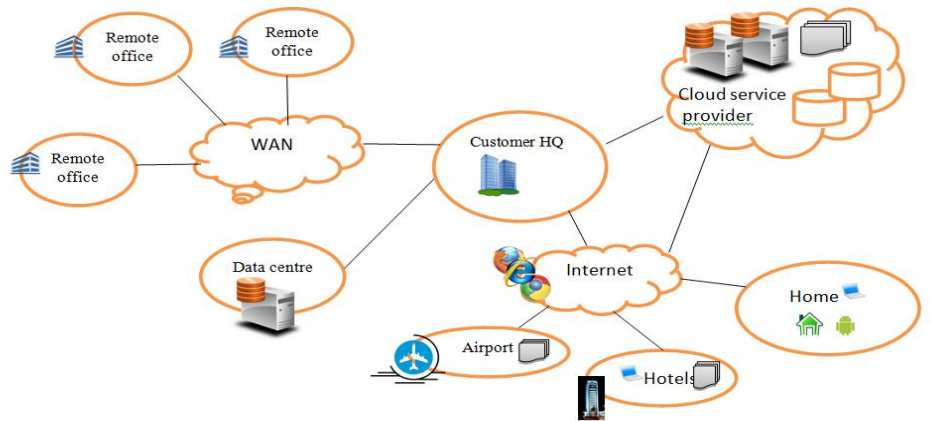 Remote
office
Remote
office
Cloud service
provider
WAN
Customer HQ
Remote
office
Data centre
Internet
Home
Airport
Hotels